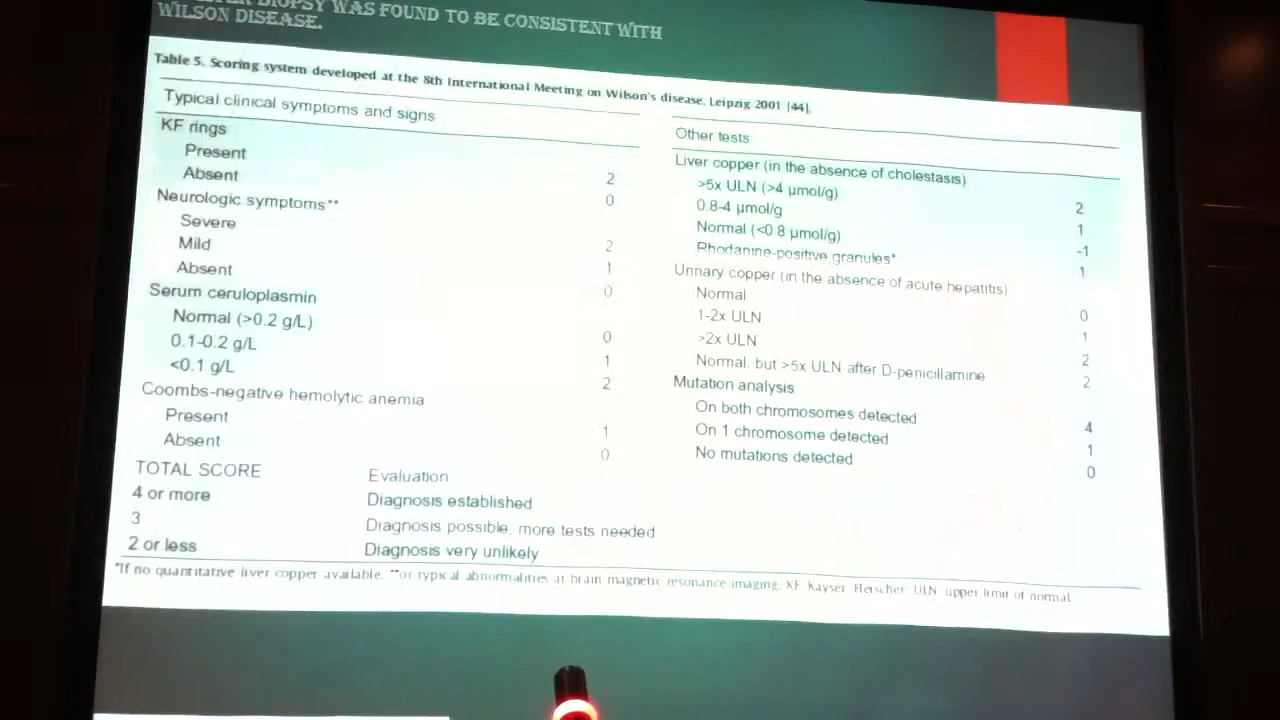 BIOPSY WAS FOUND TO BE CONSISTENT WITH
WILSON DISEASE.
Table 5. Scoring system developed at the 8th International Meeting on Wilson's disease, Leipzig 2001 [44].
Typical clinical symptoms and signs
KF rings
Present 2
Absent 0
Neurologic symptoms**
Severe 2
Mild 1
Absent 0
Serum ceruloplasmin
Normal (>0.2 g/L) 0
0.1-0.2 g/L 1
<0.1 g/L 2
Coombs-negative hemolytic anemia
Present 1
Absent 0
Other tests
Liver copper (in the absence of cholestasis)
>5x ULN (>4 µmol/g) 2
0.8-4 µmol/g 1
Normal (<0.8 µmol/g) -1
Rhodanine-positive granules* 1
Urinary copper (in the absence of acute hepatitis)
Normal 0
1-2x ULN 1
>2x ULN 2
Normal, but >5x ULN after D-penicillamine 2
Mutation analysis
On both chromosomes detected 4
On 1 chromosome detected 1
No mutations detected 0
TOTAL SCORE Evaluation
4 or more Diagnosis established
3 Diagnosis possible, more tests needed
2 or less Diagnosis very unlikely
*If no quantitative liver copper available, **or typical abnormalities at brain magnetic resonance imaging. KF Kayser-Fleischer, ULN upper limit of normal.